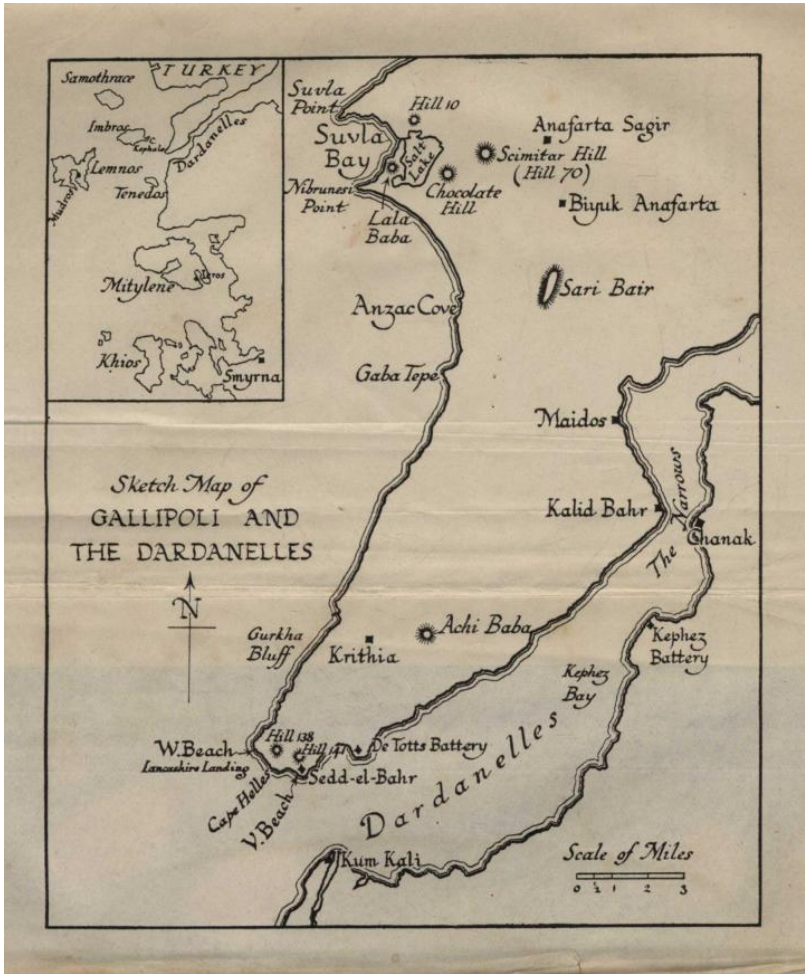 TURKEY
Samothrace
Imbros
C. Kephalo
Dardanelles
Lemnos
Mudros
Tenedos
Mitylene
Khios
Smyrna
Suvla
Point
Hill 10
Suvla
Bay
Salt
Lake
Anafarta Sagir
Scimitar Hill
(Hill 70)
Nibrunesi
Point
Chocolate
Hill
Lala
Baba
Biyuk Anafarta
Sari Bair
Anzac Cove
Gaba Tepe
Maidos
Kalid Bahr
The Narrows
Chanak
Sketch Map of
GALLIPOLI AND
THE DARDANELLES
N
Gurkha
Bluff
Krithia
Achi Baba
Kephez
Battery
Kephez
Bay
W. Beach
Lancashire Landing
Hill 138
Hill 141
De Totts Battery
Sedd-el-Bahr
Cape Helles
V. Beach
Dardanelles
Kum Kali
Scale of Miles
0 ½ 1 2 3